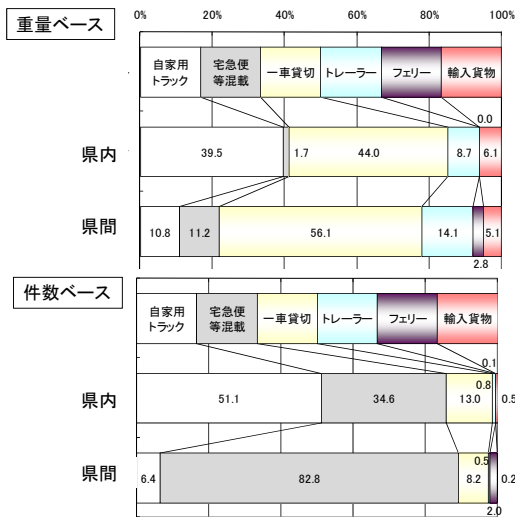 重量ベース
0% 20% 40% 60% 80% 100%
自家用 宅急便 一車貸切 トレーラー フェリー 輸入貨物
トラック 等混載
0.0
県内 39.5 1.7 44.0 8.7 6.1
県間 10.8 11.2 56.1 14.1 5.1
2.8
件数ベース
自家用 宅急便 一車貸切 トレーラー フェリー 輸入貨物
トラック 等混載
0.1
0.8
県内 51.1 34.6 13.0 0.5
0.5
県間 6.4 82.8 8.2 0.2
2.0